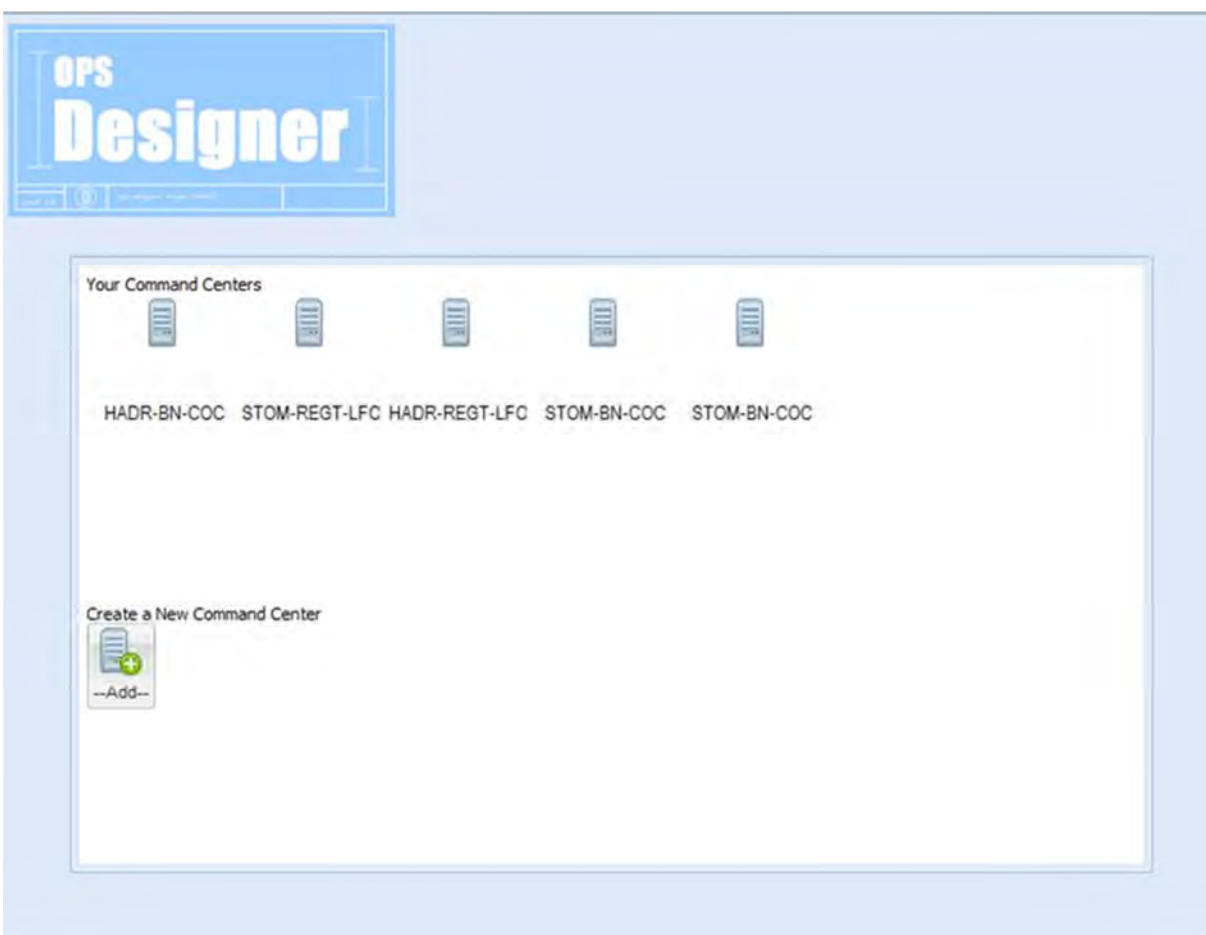 OPS
Designer
Your Command Centers
HADR-BN-COC STOM-REGT-LFC HADR-REGT-LFC STOM-BN-COC STOM-BN-COC
Create a New Command Center
--Add--